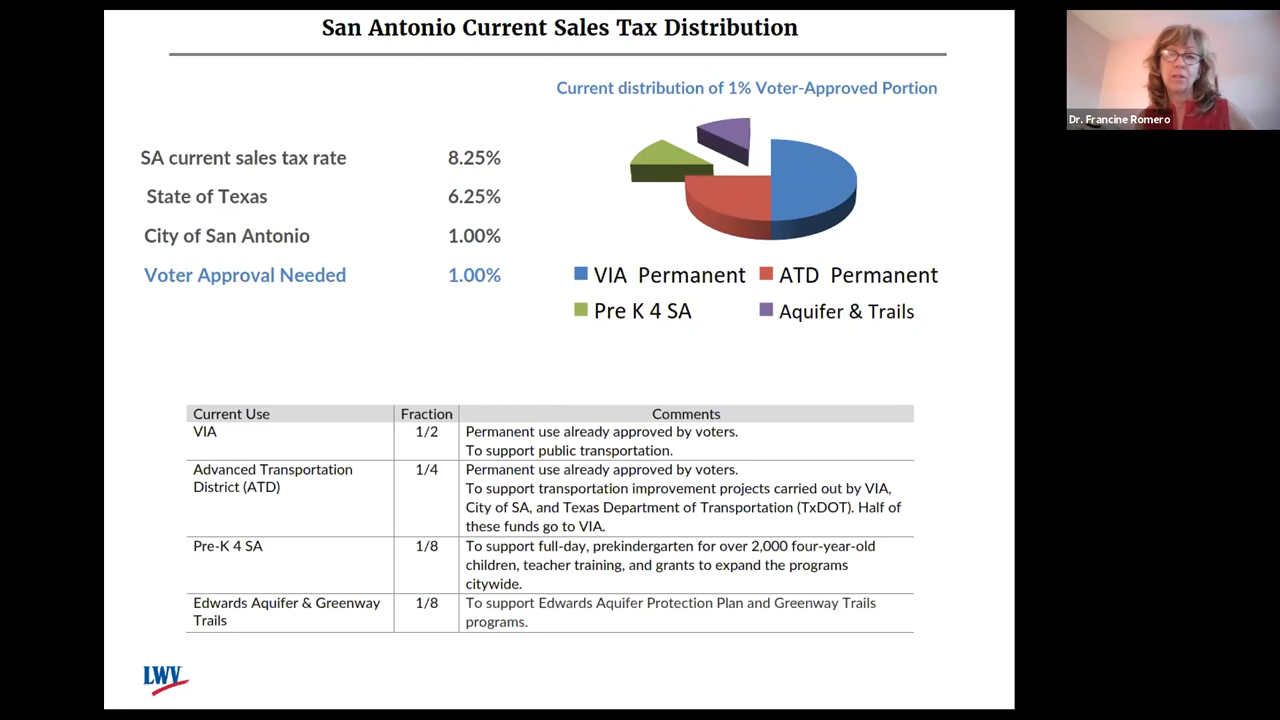 San Antonio Current Sales Tax Distribution
Current distribution of 1% Voter-Approved Portion
SA current sales tax rate 8.25%
State of Texas 6.25%
City of San Antonio 1.00%
Voter Approval Needed 1.00%
VIA Permanent ATD Permanent
Pre K 4 SA Aquifer & Trails
Current Use Fraction Comments
VIA 1/2 Permanent use already approved by voters.
To support public transportation.
Advanced Transportation 1/4 Permanent use already approved by voters.
District (ATD) To support transportation improvement projects carried out by VIA,
City of SA, and Texas Department of Transportation (TxDOT). Half of
these funds go to VIA.
Pre-K 4 SA 1/8 To support full-day, prekindergarten for over 2,000 four-year-old
children, teacher training, and grants to expand the programs
citywide.
Edwards Aquifer & Greenway 1/8 To support Edwards Aquifer Protection Plan and Greenway Trails
Trails programs.
LWV
Dr. Francine Romero